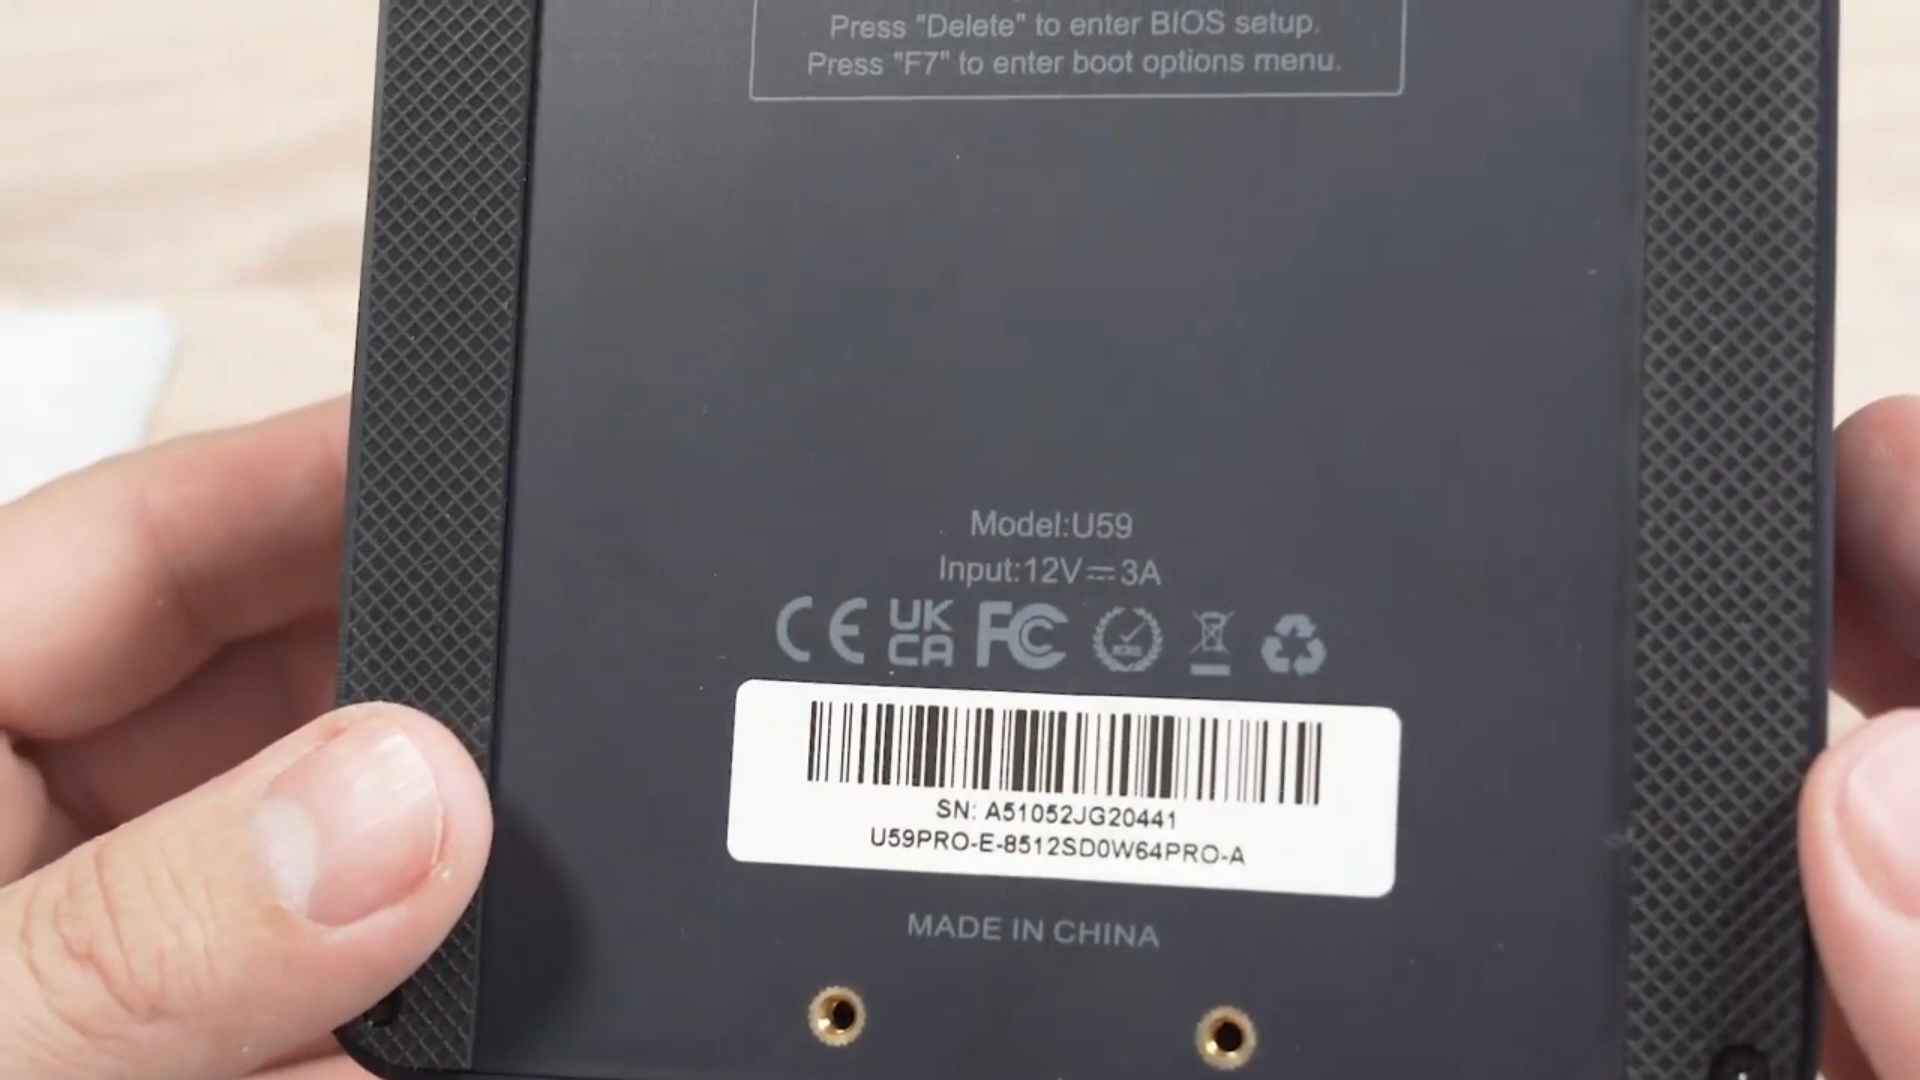 Press "Delete" to enter BIOS setup.
Press "F7" to enter boot options menu.
Model:U59
Input:12V⎓3A
CE UK CA FC
SN: A51052JG20441
U59PRO-E-8512SD0W64PRO-A
MADE IN CHINA